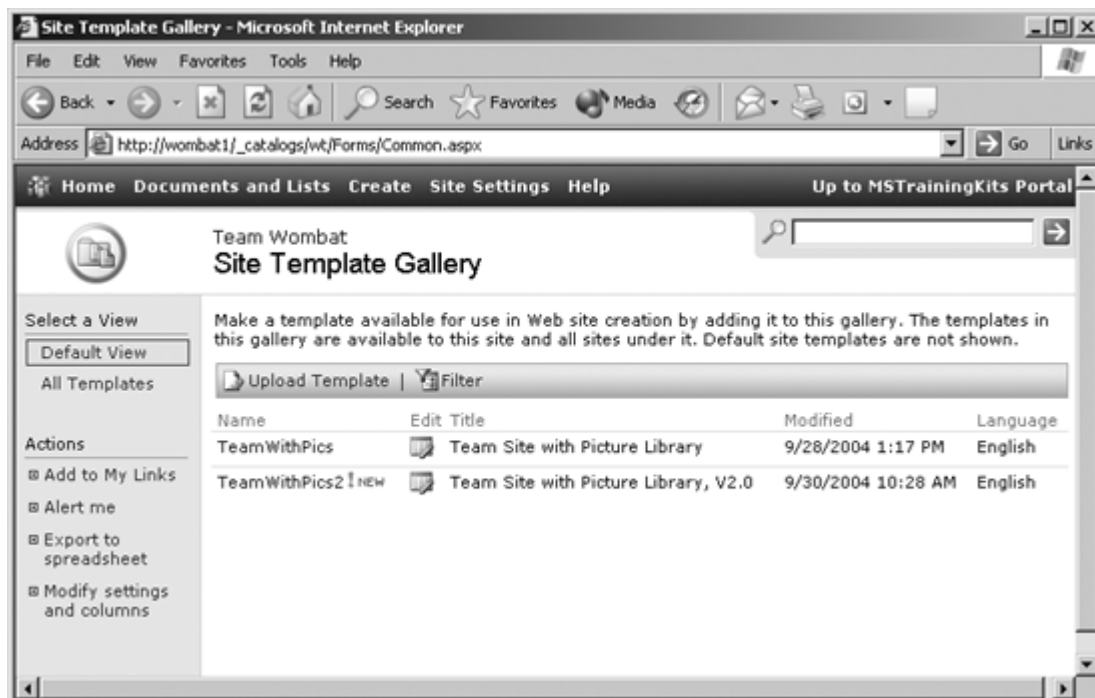 Site Template Gallery - Microsoft Internet Explorer
File Edit View Favorites Tools Help
Back Search Favorites Media
Address http://wombat1/_catalogs/wt/Forms/Common.aspx Go Links
Home Documents and Lists Create Site Settings Help Up to MSTrainingKits Portal
Team Wombat
Site Template Gallery
Select a View
Default View
All Templates
Actions
Add to My Links
Alert me
Export to
spreadsheet
Modify settings
and columns
Make a template available for use in Web site creation by adding it to this gallery. The templates in
this gallery are available to this site and all sites under it. Default site templates are not shown.
Upload Template | Filter
Name Edit Title Modified Language
TeamWithPics Team Site with Picture Library 9/28/2004 1:17 PM English
TeamWithPics2 ! NEW Team Site with Picture Library, V2.0 9/30/2004 10:28 AM English